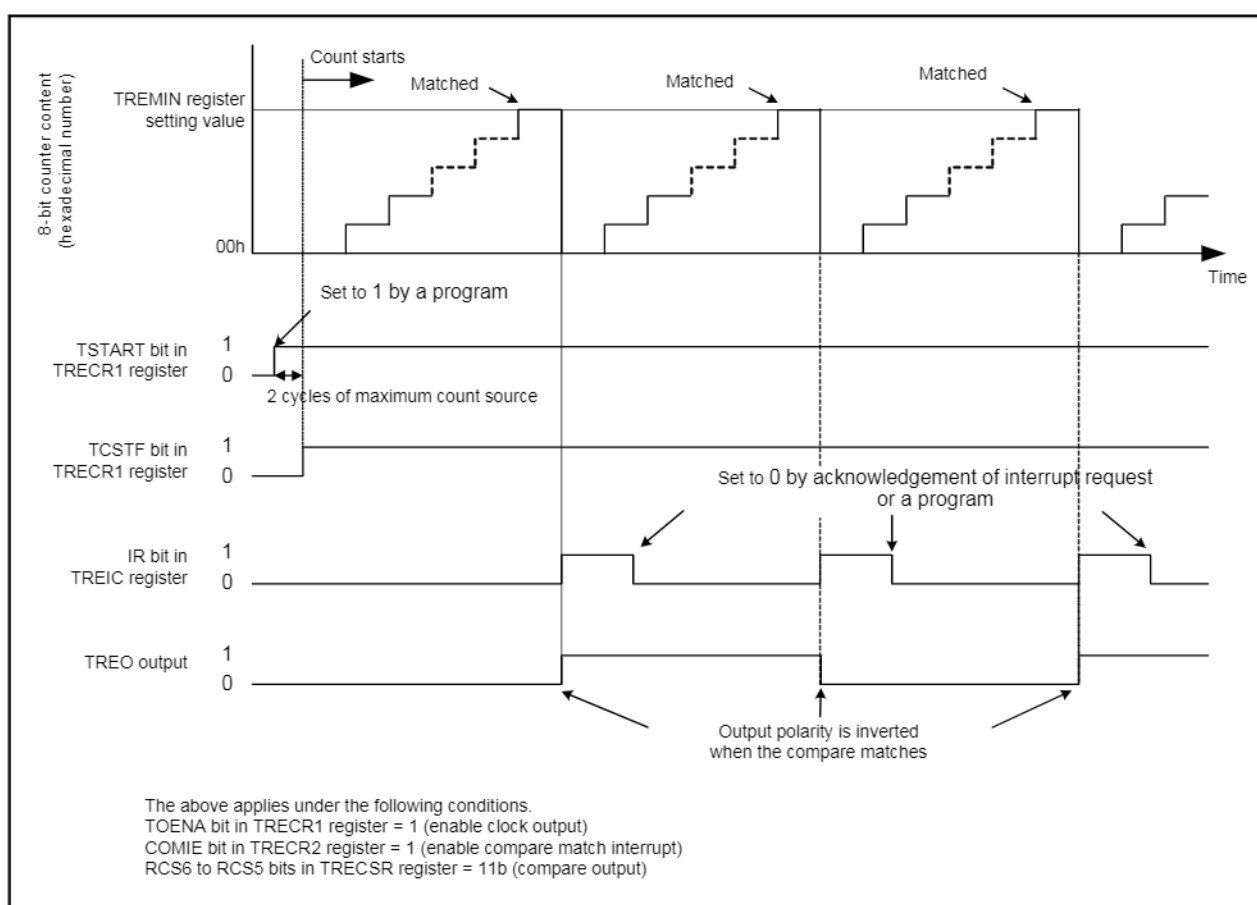 8-bit counter content
(hexadecimal number)
Count starts
TREMIN register
setting value
Matched
Matched
Matched
00h
Time
Set to 1 by a program
TSTART bit in
TRECR1 register
1
0
2 cycles of maximum count source
TCSTF bit in
TRECR1 register
1
0
Set to 0 by acknowledgement of interrupt request
or a program
IR bit in
TREIC register
1
0
TREO output
1
0
Output polarity is inverted
when the compare matches
The above applies under the following conditions.
TOENA bit in TRECR1 register = 1 (enable clock output)
COMIE bit in TRECR2 register = 1 (enable compare match interrupt)
RCS6 to RCS5 bits in TRECSR register = 11b (compare output)